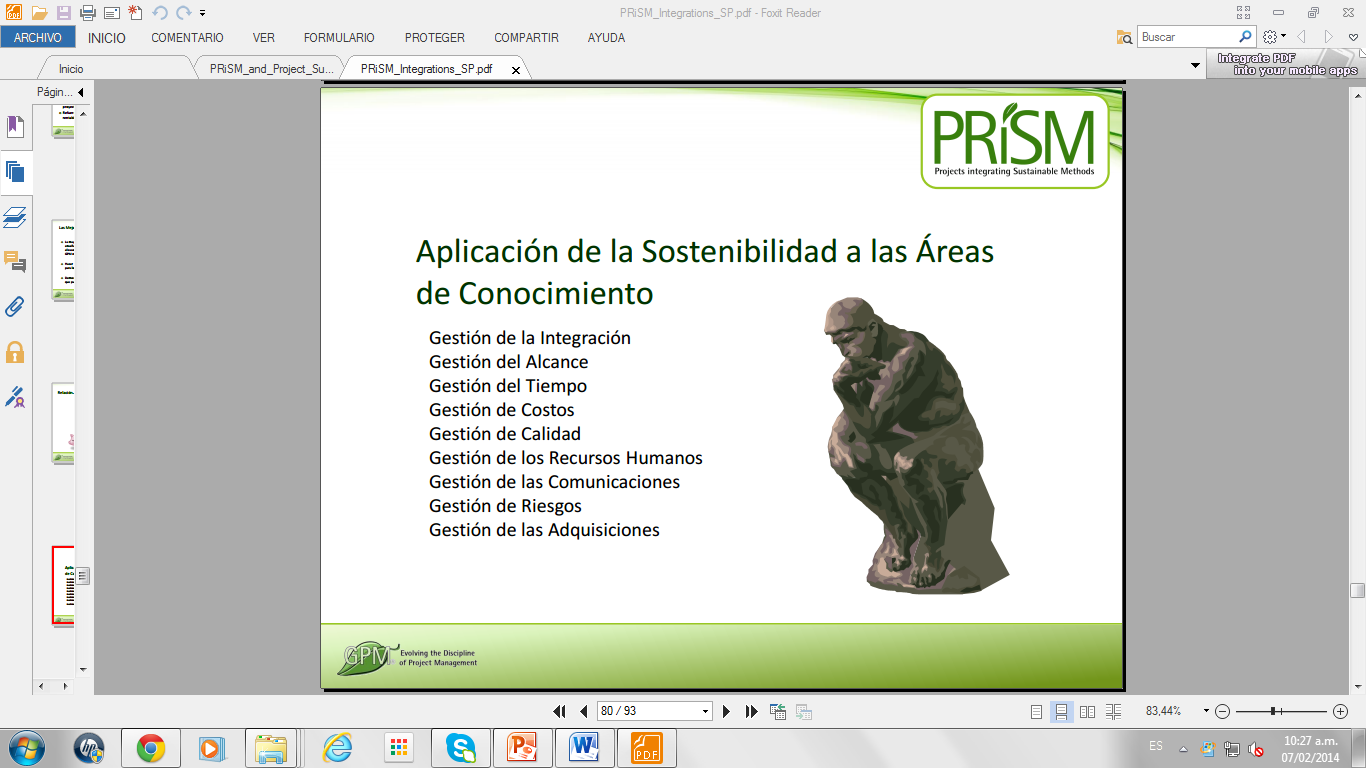 PRiSM_Integrations_SP.pdf - Foxit Reader
ARCHIVO INICIO COMENTARIO VER FORMULARIO PROTEGER COMPARTIR AYUDA
Buscar
Inicio PRiSM_and_Project_Su... PRiSM_Integrations_SP.pdf
Integrate PDF
into your mobile apps
Págin...
PRiSM
Projects integrating Sustainable Methods
Aplicación de la Sostenibilidad a las Áreas
de Conocimiento
Gestión de la Integración
Gestión del Alcance
Gestión del Tiempo
Gestión de Costos
Gestión de Calidad
Gestión de los Recursos Humanos
Gestión de las Comunicaciones
Gestión de Riesgos
Gestión de las Adquisiciones
GPM
Evolving the Discipline
of Project Management
80 / 93
83,44%
hp
PDF
ES
10:27 a.m.
07/02/2014